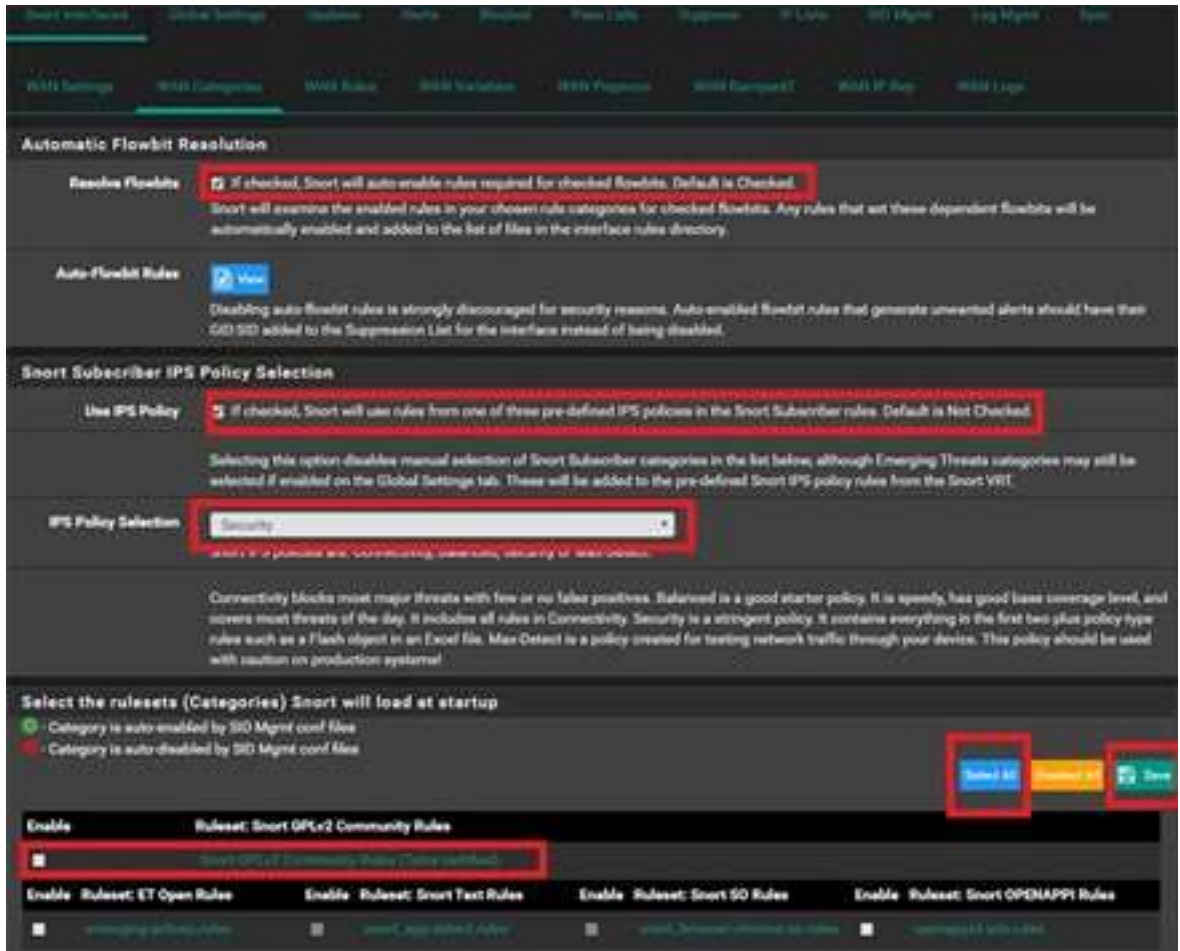 Snort Interfaces Global Settings Updates Alerts Blocked Pass Lists Suppress IP Lists SID Mgmt Log Mgmt Sync
WAN Settings WAN Categories WAN Rules WAN Variables WAN Preprocs WAN Barnyard2 WAN IP Rep WAN Logs
Automatic Flowbit Resolution
Resolve Flowbits If checked, Snort will auto-enable rules required for checked flowbits. Default is Checked.
Snort will examine the enabled rules in your chosen rule categories for checked flowbits. Any rules that set these dependent flowbits will be
automatically enabled and added to the list of files in the interface rules directory.
Auto-Flowbit Rules View
Disabling auto-flowbit rules is strongly discouraged for security reasons. Auto-enabled flowbit rules that generate unwanted alerts should have their
GID:SID added to the Suppression List for the interface instead of being disabled.
Snort Subscriber IPS Policy Selection
Use IPS Policy If checked, Snort will use rules from one of three pre-defined IPS policies in the Snort Subscriber rules. Default is Not Checked.
Selecting this option disables manual selection of Snort Subscriber categories in the list below, although Emerging Threats categories may still be
selected if enabled on the Global Settings tab. These will be added to the pre-defined Snort IPS policy rules from the Snort VRT.
IPS Policy Selection Security
Snort IPS policies are: Connectivity, Balanced, Security or Max-Detect.
Connectivity blocks most major threats with few or no false positives. Balanced is a good starter policy. It is speedy, has good base coverage level, and
covers most threats of the day. It includes all rules in Connectivity. Security is a stringent policy. It contains everything in the first two plus policy-type
rules such as a Flash object in an Excel file. Max-Detect is a policy created for testing network traffic through your device. This policy should be used
with caution on production systems!
Select the rulesets (Categories) Snort will load at startup
- Category is auto-enabled by SID Mgmt conf files
- Category is auto-disabled by SID Mgmt conf files
Select All Unselect All Save
Enable Ruleset: Snort GPLv2 Community Rules
Snort GPLv2 Community Rules (Talos certified)
Enable Ruleset: ET Open Rules Enable Ruleset: Snort Text Rules Enable Ruleset: Snort SO Rules Enable Ruleset: Snort OPENAPPI Rules